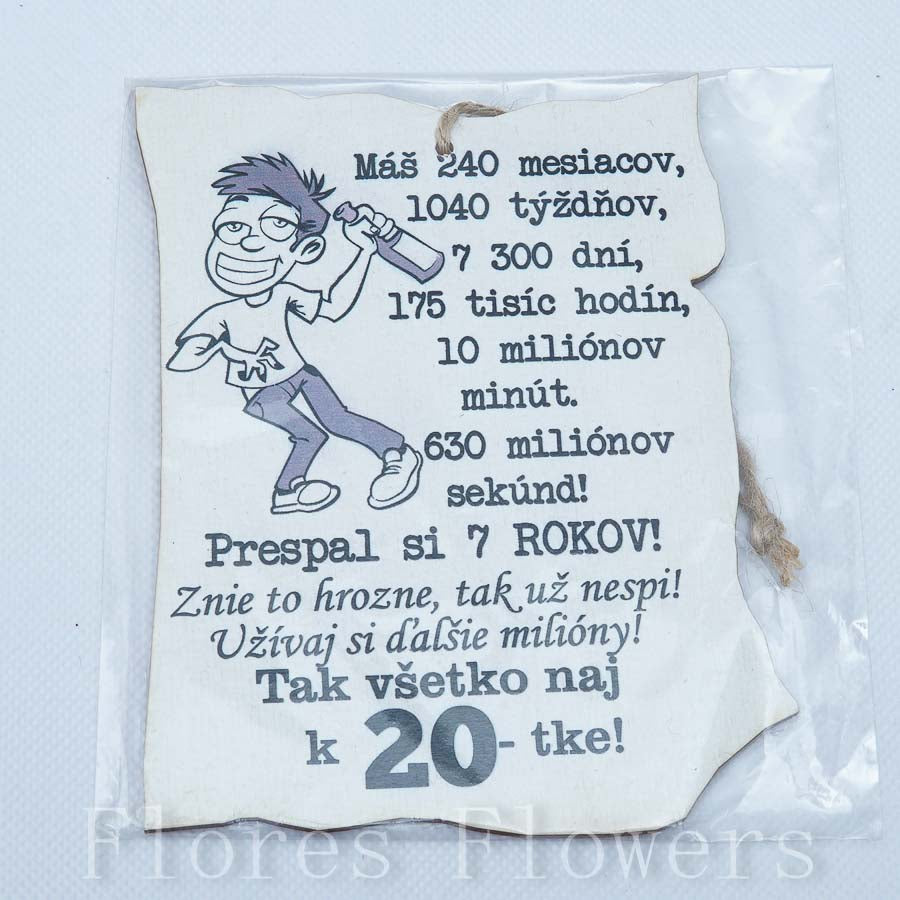 Máš 240 mesiacov,
1040 týždňov,
7 300 dní,
175 tisíc hodín,
10 miliónov
minút.
630 miliónov
sekúnd!
Prespal si 7 ROKOV!
Znie to hrozne, tak už nespi!
Užívaj si ďalšie milióny!
Tak všetko naj
k 20- tke!
Flores Flowers